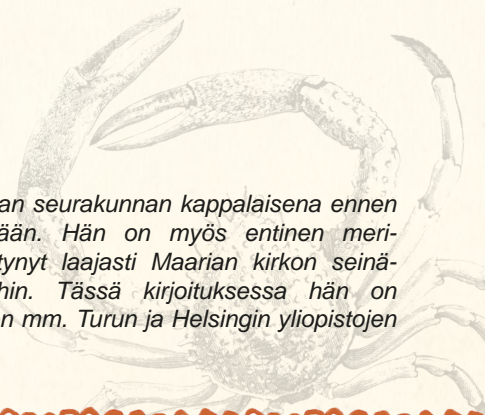 an seurakunnan kappalaisena ennen
ään. Hän on myös entinen meri-
tynyt laajasti Maarian kirkon seinä-
hin. Tässä kirjoituksessa hän on
n mm. Turun ja Helsingin yliopistojen